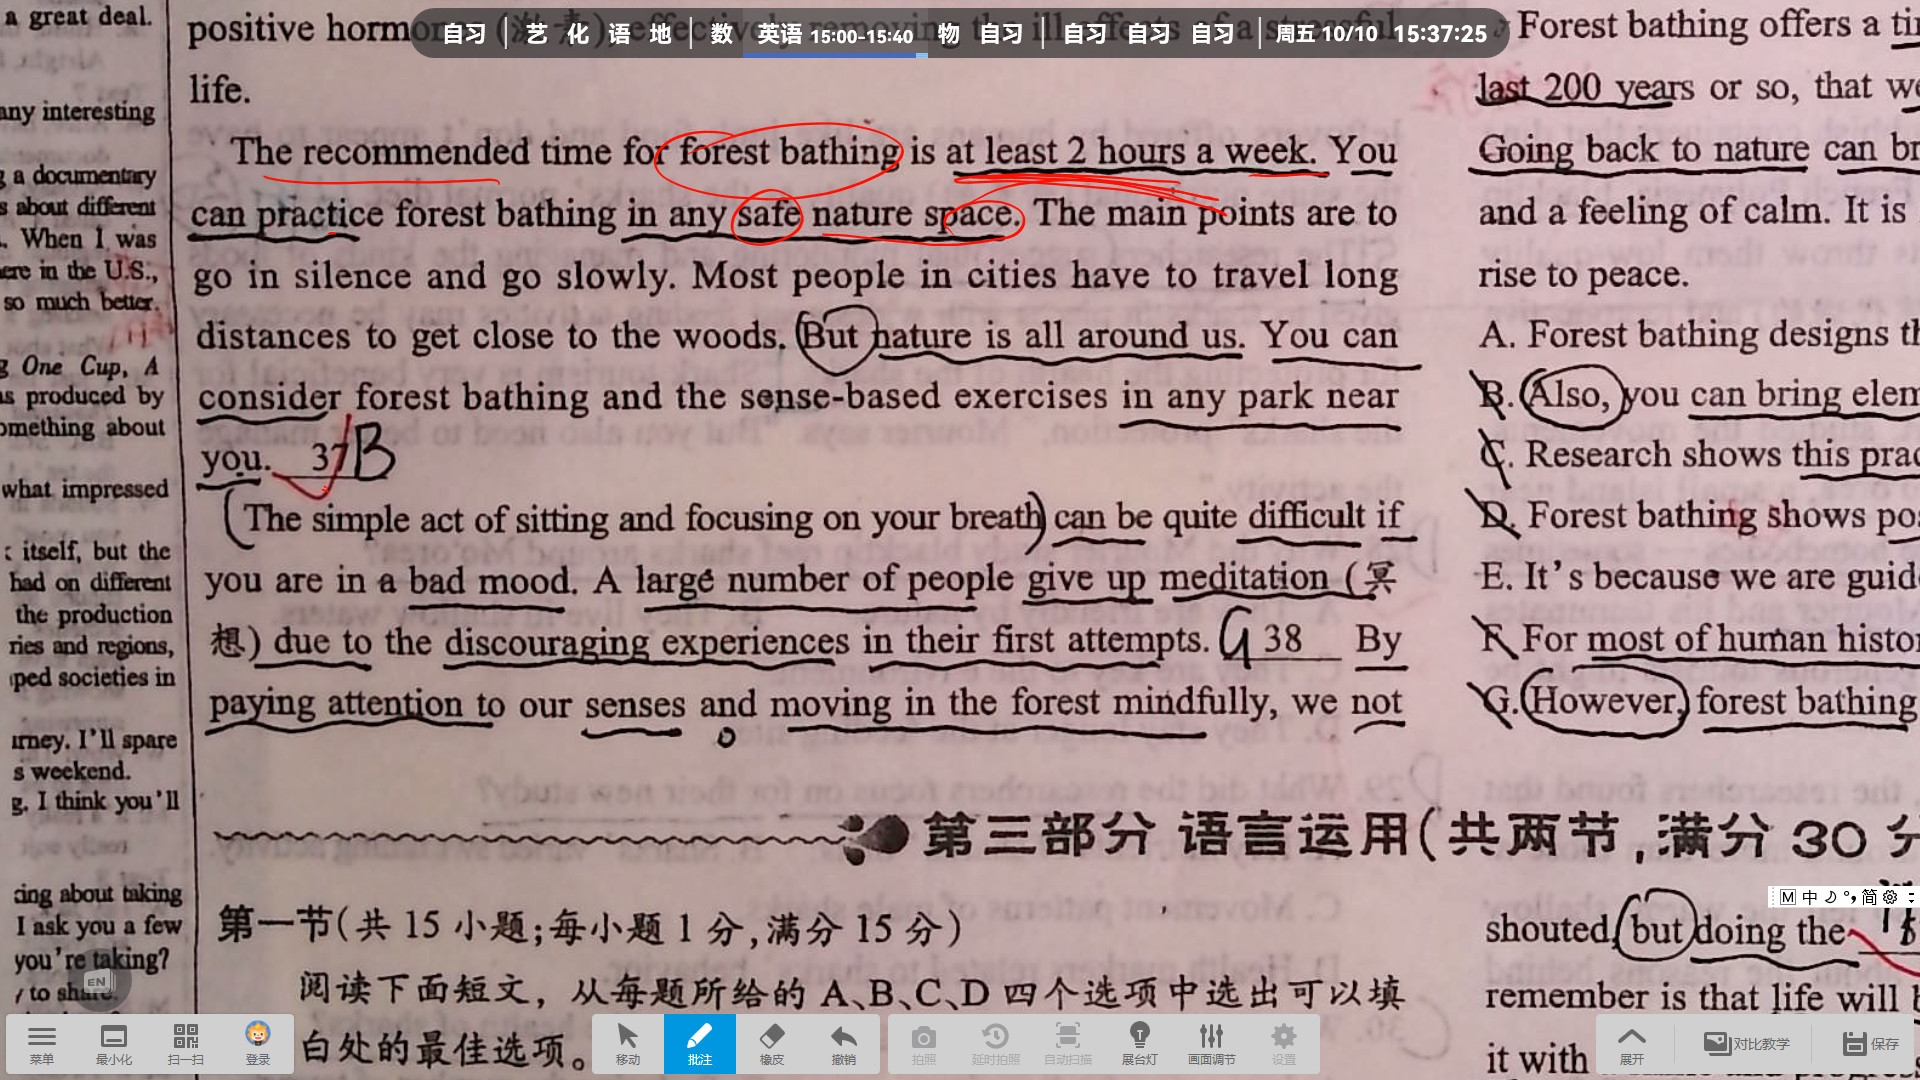 自习 艺 化 语 地 数 英语 15:00-15:40 物 自习 自习 自习 自习 周五 10/10 15:37:25
a great deal.
any interesting
g a documentary
s about different
. When I was
ere in the U.S.,
so much better.
g One Cup, A
as produced by
omething about
what impressed
itself, but the
had on different
the production
ries and regions,
ped societies in
urney. I'll spare
s weekend.
g. I think you'll
cing about taking
I ask you a few
you're taking?
to share.
positive hormo
life.
The recommended time for forest bathing is at least 2 hours a week. You
can practice forest bathing in any safe nature space. The main points are to
go in silence and go slowly. Most people in cities have to travel long
distances to get close to the woods. But nature is all around us. You can
consider forest bathing and the sense-based exercises in any park near
you. 37 B
The simple act of sitting and focusing on your breath can be quite difficult if
you are in a bad mood. A large number of people give up meditation (冥
想) due to the discouraging experiences in their first attempts. G 38 By
paying attention to our senses and moving in the forest mindfully, we not
第三部分 语言运用(共两节,满分 30 分
第一节(共 15 小题;每小题 1 分,满分 15 分)
阅读下面短文，从每题所给的 A、B、C、D 四个选项中选出可以填
白处的最佳选项。
Forest bathing offers a ti
last 200 years or so, that we
Going back to nature can br
and a feeling of calm. It is
rise to peace.
A. Forest bathing designs th
B. Also, you can bring elem
C. Research shows this prac
D. Forest bathing shows pos
E. It's because we are guid
F. For most of human histo
G. However, forest bathing
shouted, but doing the
remember is that life will b
it with
M 中 简
EN
菜单 最小化 扫一扫 登录 移动 批注 橡皮 撤销 拍照 延时拍照 自动扫描 展台灯 画面调节 设置 展开 对比教学 保存